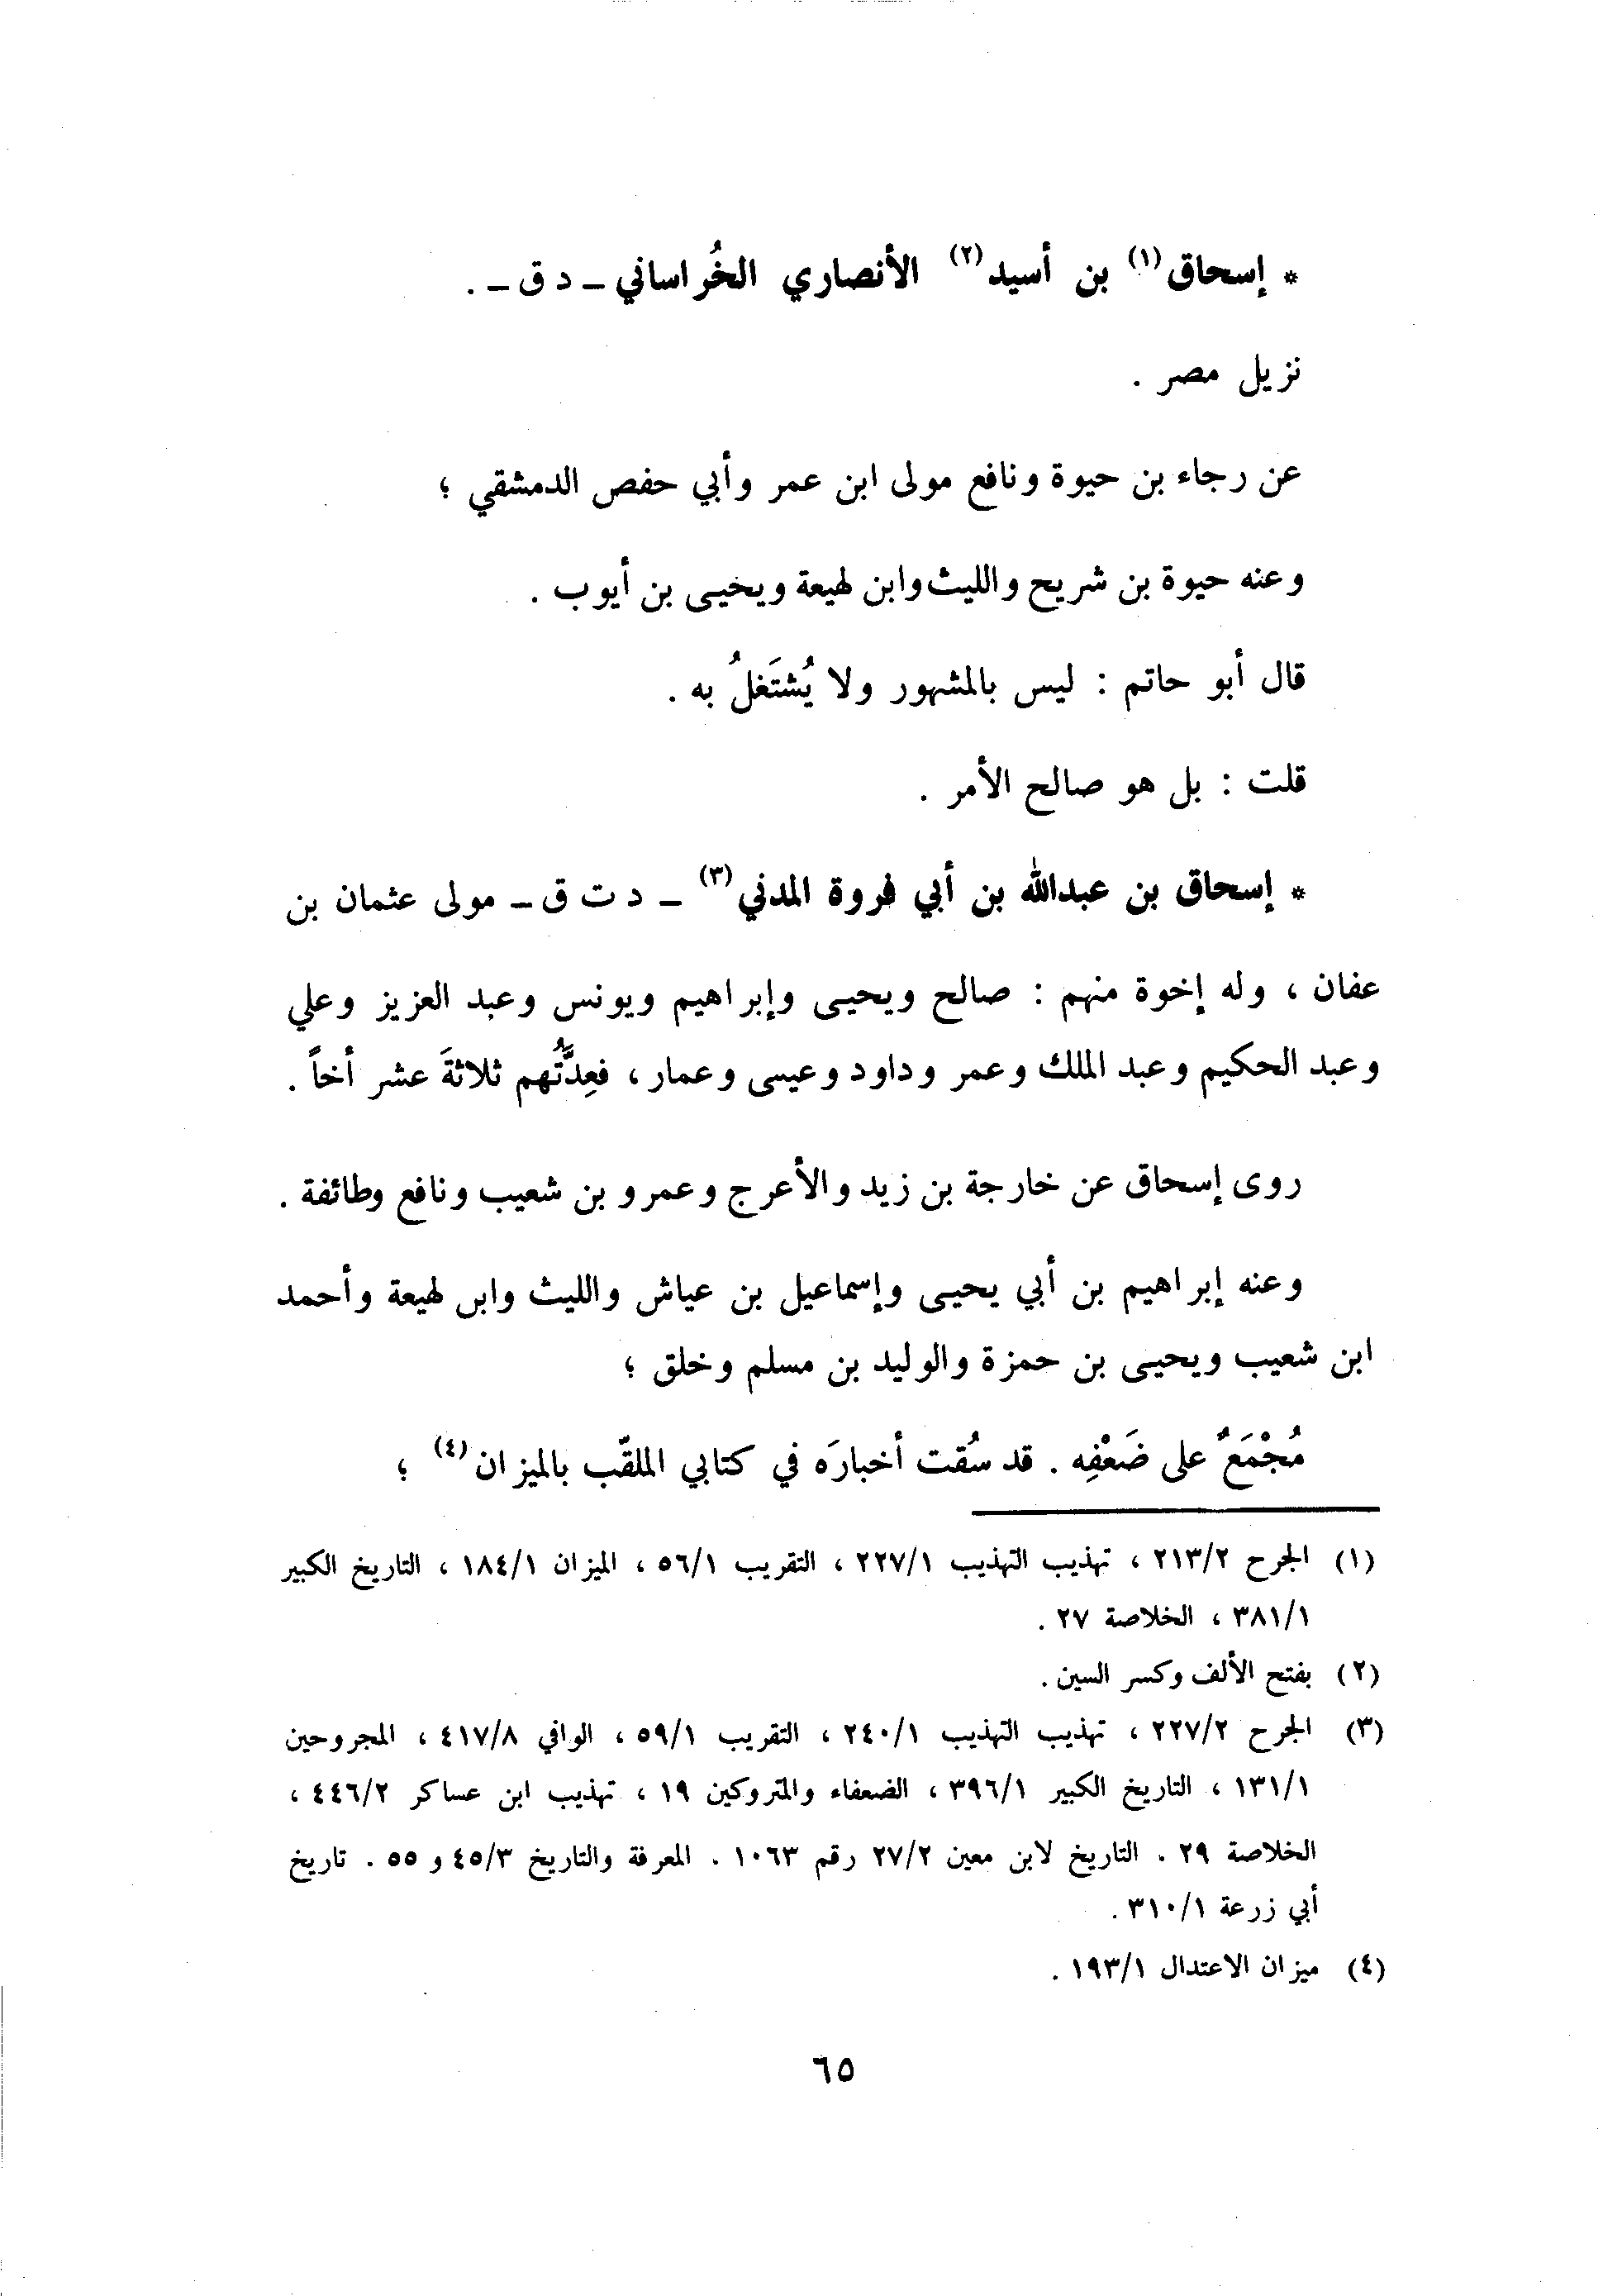 * إسحاق(١) بن أسيد(٢) الأنصاري الخُراساني ــ د ق ــ .
نزيل مصر .
عن رجاء بن حيوة ونافع مولى ابن عمر وأبي حفص الدمشقي ؛
وعنه حيوة بن شريح والليث وابن لهيعة ويحيى بن أيوب .
قال أبو حاتم : ليس بالمشهور ولا يُشتَغلُ به .
قلت : بل هو صالح الأمر .
* إسحاق بن عبدالله بن أبي فروة المدني(٣) ــ د ت ق ــ مولى عثمان بن
عفان ، وله إخوة منهم : صالح ويحيى وإبراهيم ويونس وعبد العزيز وعلي
وعبد الحكيم وعبد الملك وعمر وداود وعيسى وعمار ، فعِدَّتُهم ثلاثةَ عشر أخاً .
روى إسحاق عن خارجة بن زيد والأعرج وعمرو بن شعيب ونافع وطائفة .
وعنه إبراهيم بن أبي يحيى وإسماعيل بن عياش والليث وابن لهيعة وأحمد
ابن شعيب ويحيى بن حمزة والوليد بن مسلم وخلق ؛
مُجْمَعٌ على ضَعْفِه . قد سُقت أخبارَه في كتابي الملقّب بالميزان(٤) ؛
(١) الجرح ٢١٣/٢ ، تهذيب التهذيب ٢٢٧/١ ، التقريب ٥٦/١ ، الميزان ١٨٤/١ ، التاريخ الكبير
٣٨١/١ ، الخلاصة ٢٧ .
(٢) بفتح الألف وكسر السين .
(٣) الجرح ٢٢٧/٢ ، تهذيب التهذيب ٢٤٠/١ ، التقريب ٥٩/١ ، الوافي ٤١٧/٨ ، المجروحين
١٣١/١ ، التاريخ الكبير ٣٩٦/١ ، الضعفاء والمتروكين ١٩ ، تهذيب ابن عساكر ٤٤٦/٢ ،
الخلاصة ٢٩ . التاريخ لابن معين ٢٧/٢ رقم ١٠٦٣ . المعرفة والتاريخ ٤٥/٣ و ٥٥ . تاريخ
أبي زرعة ٣١٠/١ .
(٤) ميزان الاعتدال ١٩٣/١ .
٦٥